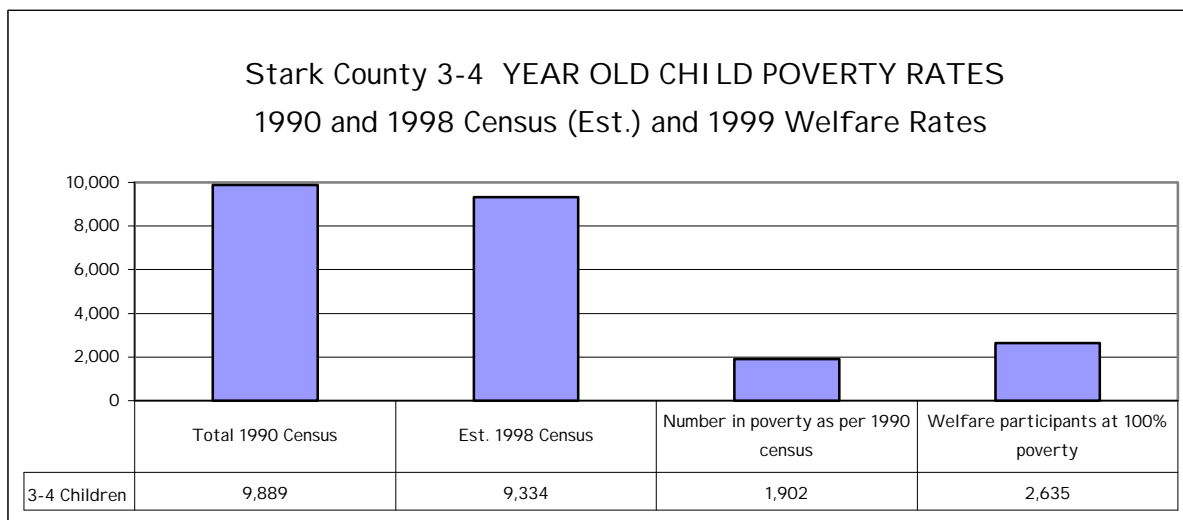 Stark County 3-4 YEAR OLD CHILD POVERTY RATES
1990 and 1998 Census (Est.) and 1999 Welfare Rates
10,000
8,000
6,000
4,000
2,000
0
Total 1990 Census
Est. 1998 Census
Number in poverty as per 1990
census
Welfare participants at 100%
poverty
3-4 Children 9,889 9,334 1,902 2,635